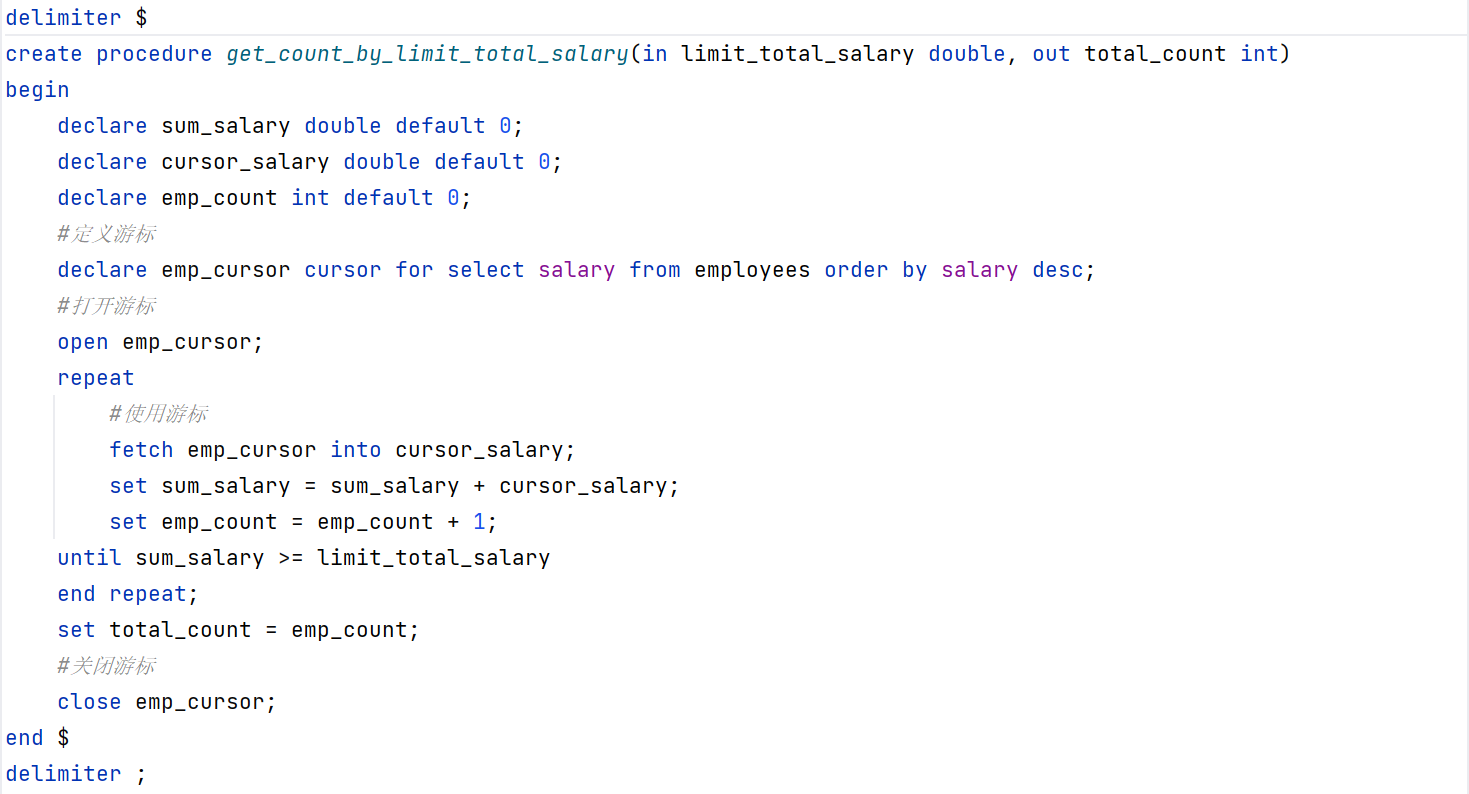 delimiter $
create procedure get_count_by_limit_total_salary(in limit_total_salary double, out total_count int)
begin
    declare sum_salary double default 0;
    declare cursor_salary double default 0;
    declare emp_count int default 0;
    #定义游标
    declare emp_cursor cursor for select salary from employees order by salary desc;
    #打开游标
    open emp_cursor;
    repeat
        #使用游标
        fetch emp_cursor into cursor_salary;
        set sum_salary = sum_salary + cursor_salary;
        set emp_count = emp_count + 1;
    until sum_salary >= limit_total_salary
    end repeat;
    set total_count = emp_count;
    #关闭游标
    close emp_cursor;
end $
delimiter ;